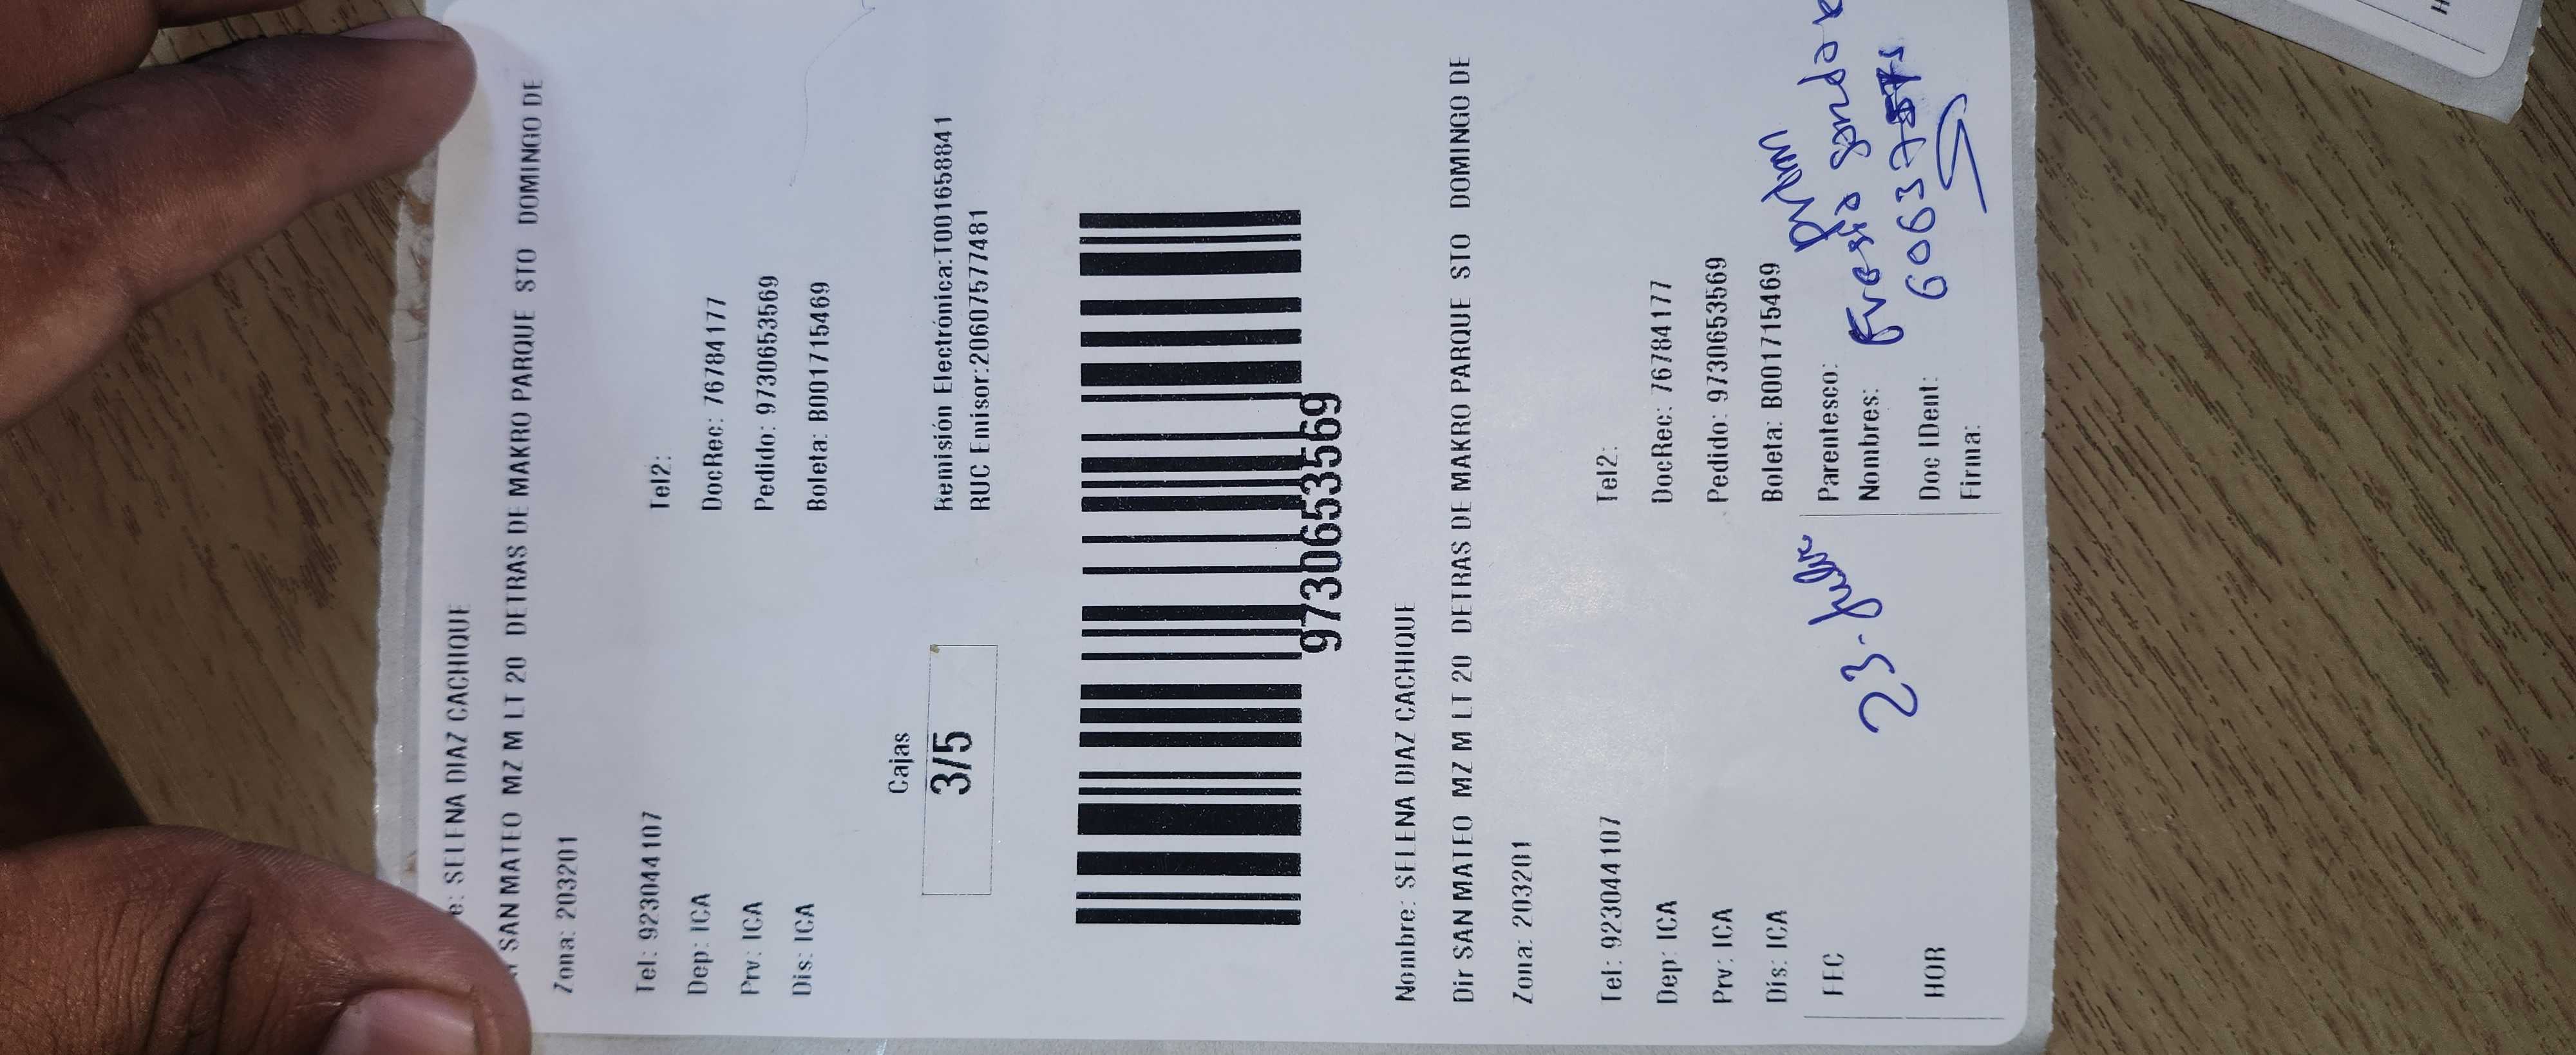 e: SELENA DIAZ CACHIQUE
SAN MATEO MZ M LT 20 DETRAS DE MAKRO PARQUE STO DOMINGO DE
Zona: 203201
Tel: 923044107 Tel2:
Dep: ICA DocRec: 76784177
Prv: ICA Pedido: 9730653569
Dis: ICA Boleta: B001715469
Cajas
3/5
Remisión Electrónica:T001658841
RUC Emisor:20607577481
9730653569
Nombre: SELENA DIAZ CACHIQUE
Dir SAN MATEO MZ M LT 20 DETRAS DE MAKRO PARQUE STO DOMINGO DE
Zona: 203201
Tel: 923044107 Tel2:
Dep: ICA DocRec: 76784177
Prv: ICA Pedido: 9730653569
Dis: ICA Boleta: B001715469
FEC 23. Julio Parentesco:
Nombres:
HOR Doc IDent:
Firma: